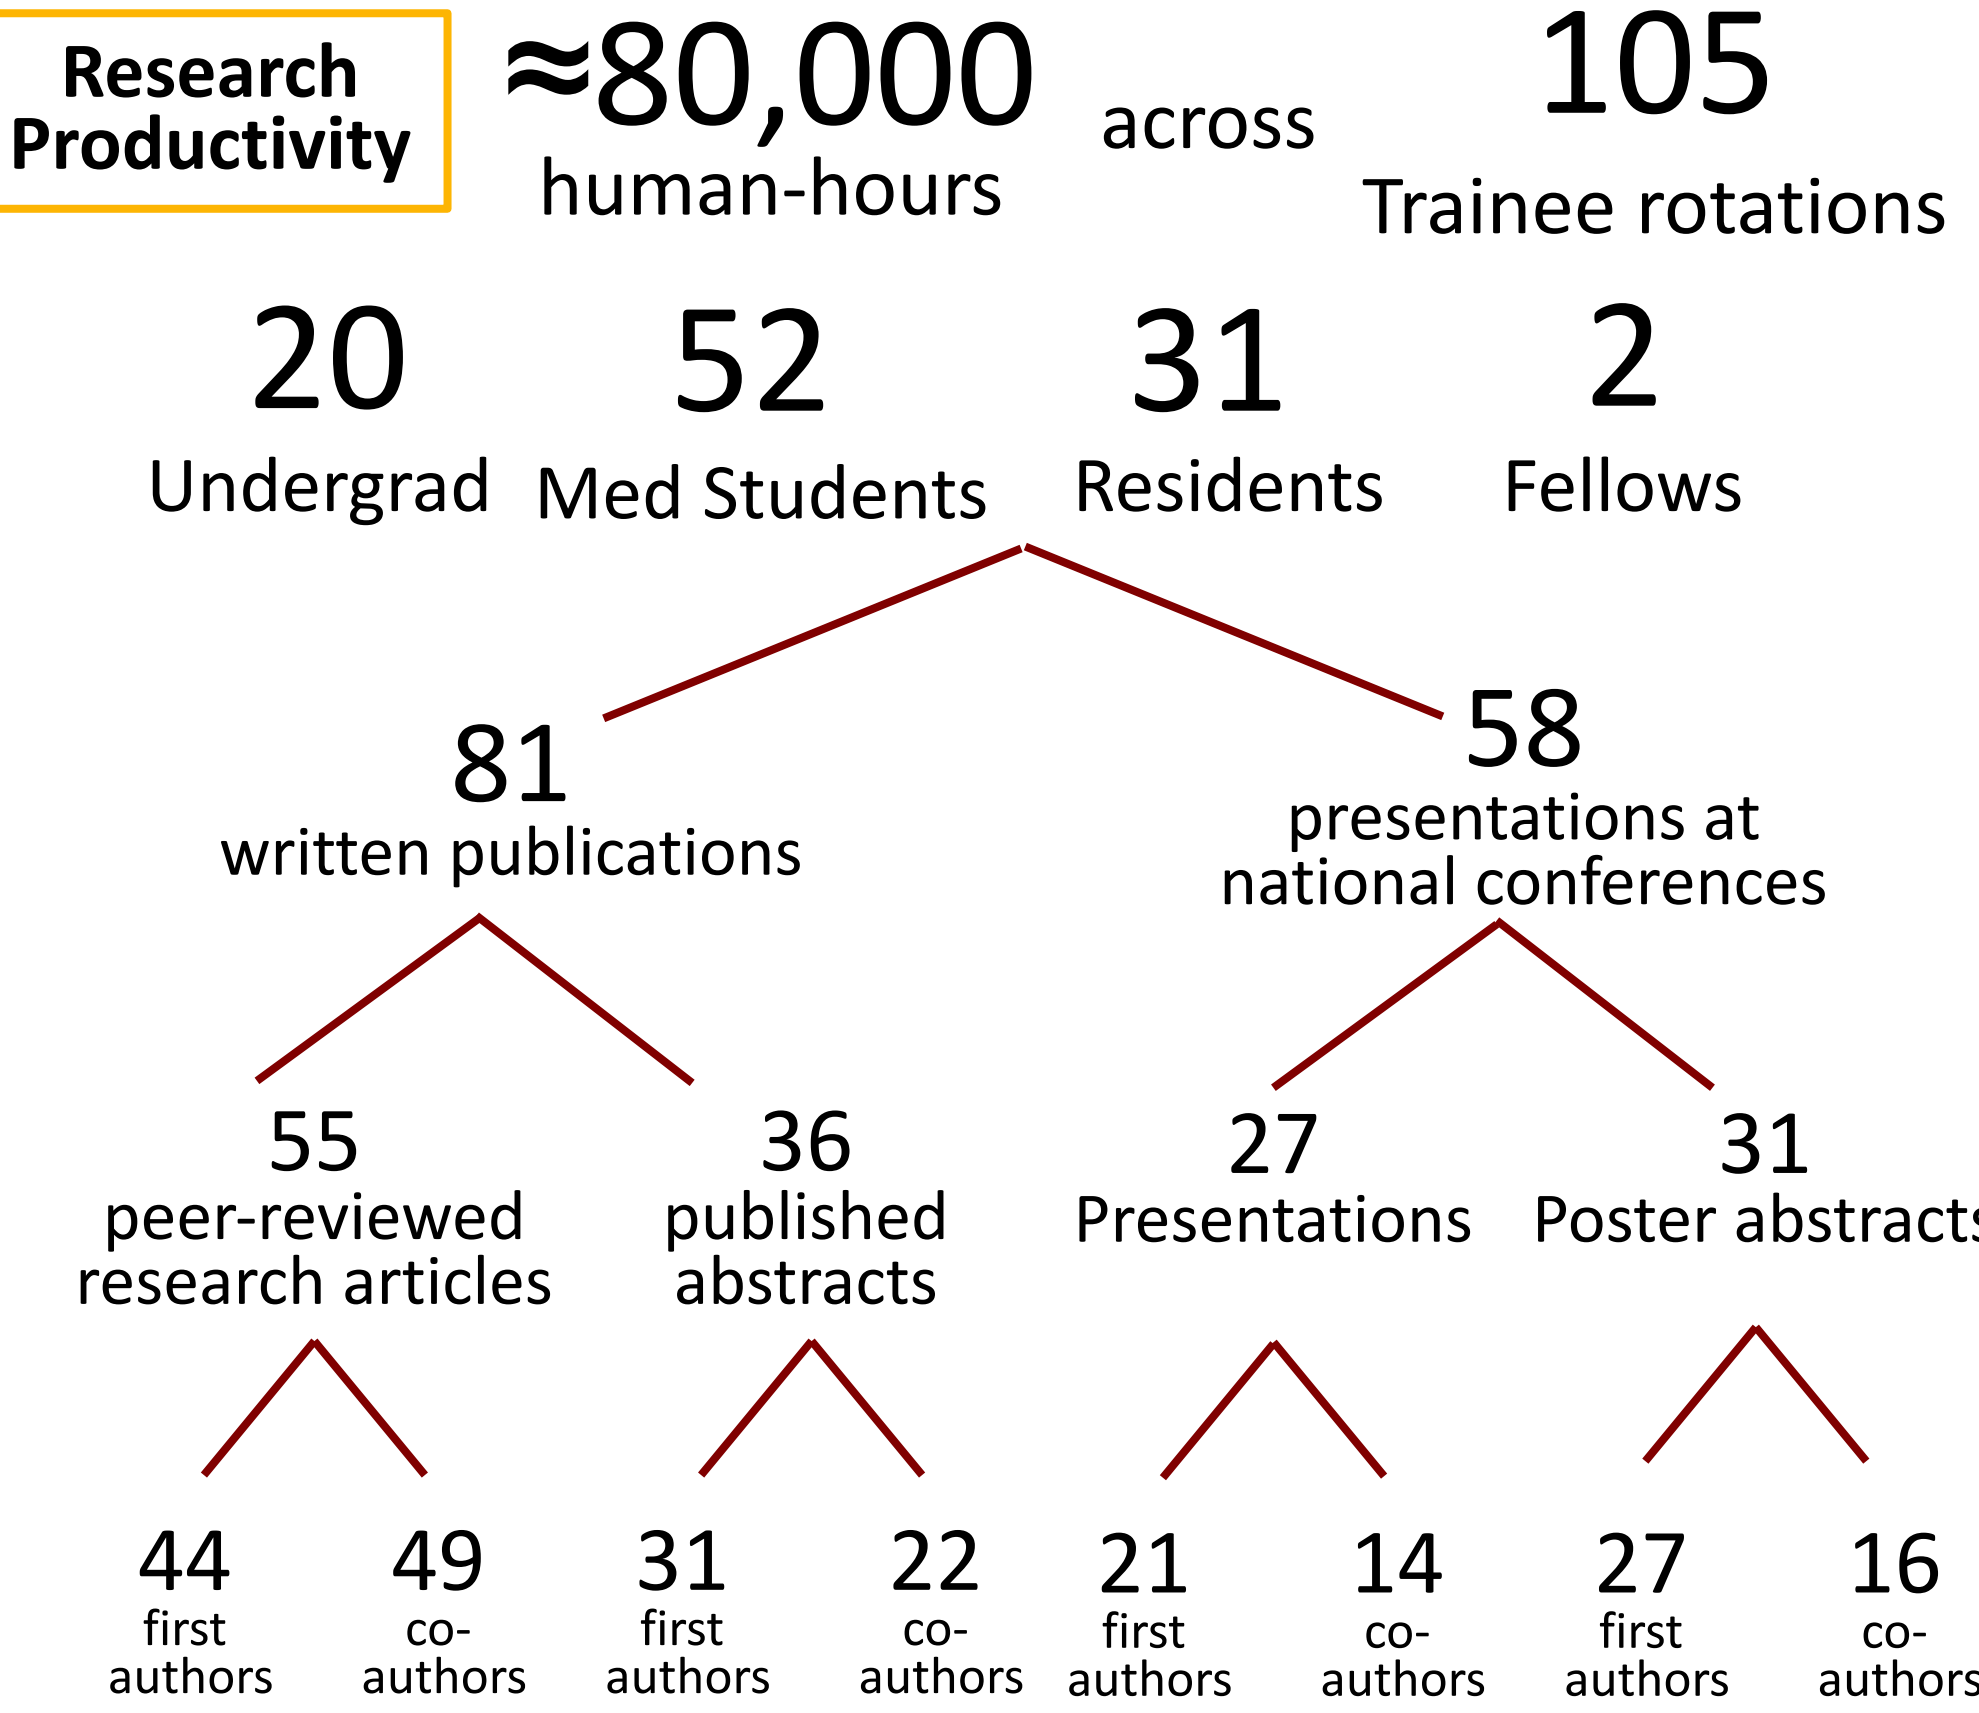 Research
Productivity
≈80,000
human-hours
across
105
Trainee rotations
20
Undergrad
52
Med Students
31
Residents
2
Fellows
81
written publications
58
presentations at
national conferences
55
peer-reviewed
research articles
36
published
abstracts
27
Presentations
31
Poster abstracts
44
first
authors
49
co-
authors
31
first
authors
22
co-
authors
21
first
authors
14
co-
authors
27
first
authors
16
co-
authors